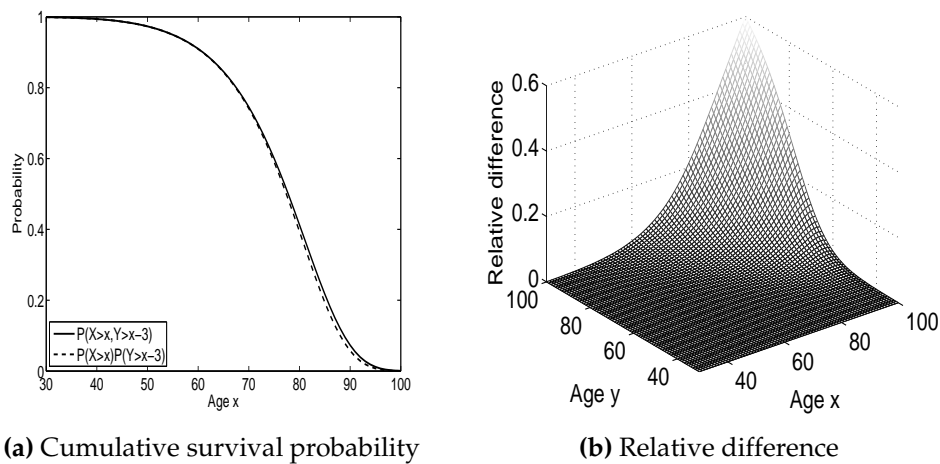 1
0.8
0.6
0.4
0.2
0
Probability
P(X>x,Y>x-3)
P(X>x)P(Y>x-3)
30 40 50 60 70 80 90 100
Age x
(a) Cumulative survival probability
0.6
0.4
0.2
0
Relative difference
100
80
60
40
Age y
40
60
80
100
Age x
(b) Relative difference